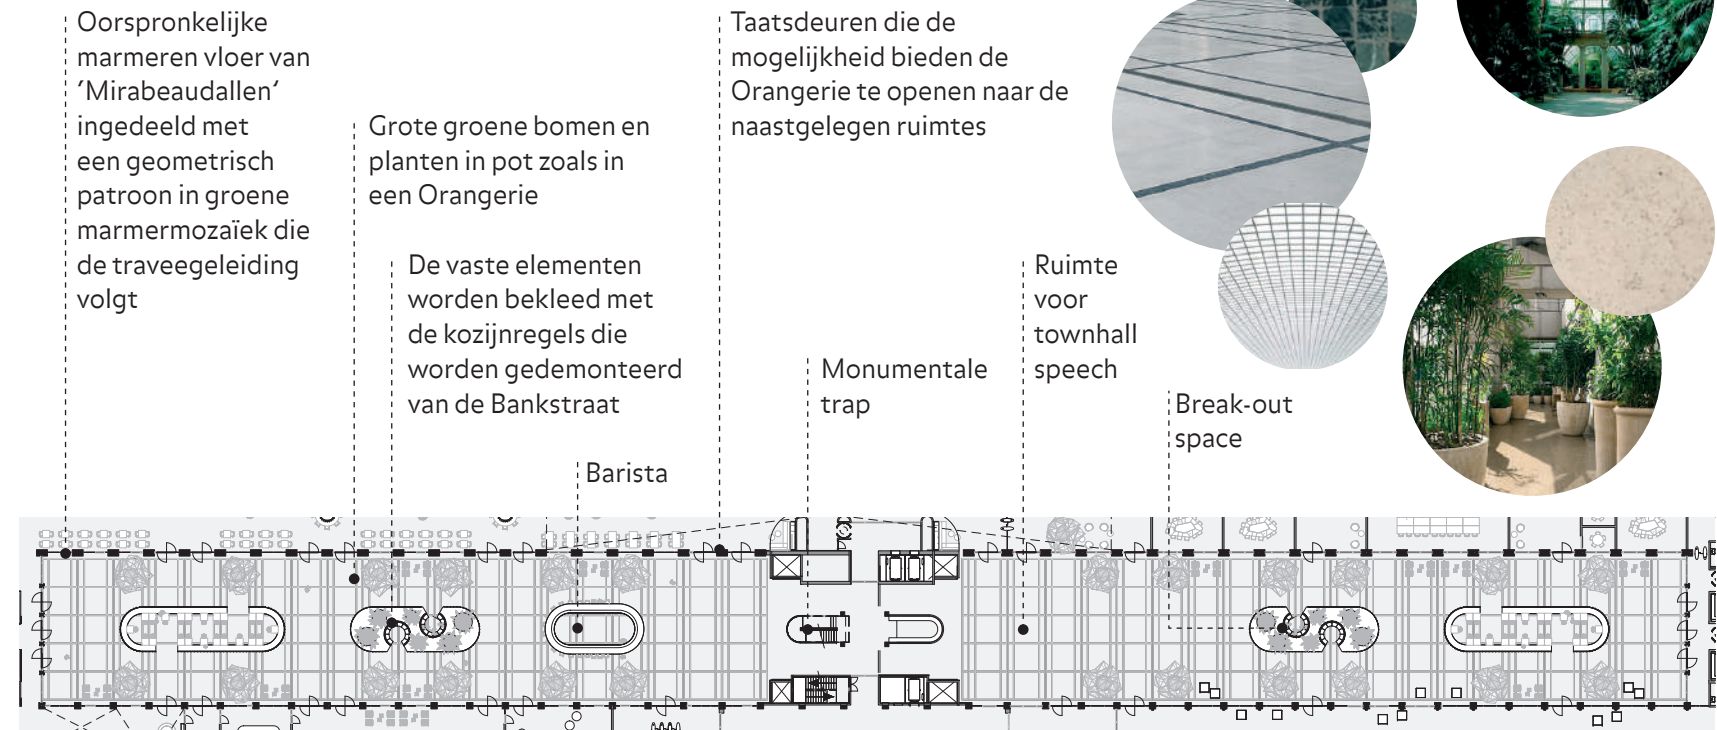 Oorspronkelijke
marmeren vloer van
‘Mirabeaudallen‘
ingedeeld met
een geometrisch
patroon in groene
marmermozaïek die
de traveegeleiding
volgt
Grote groene bomen en
planten in pot zoals in
een Orangerie
De vaste elementen
worden bekleed met
de kozijnregels die
worden gedemonteerd
van de Bankstraat
Barista
Taatsdeuren die de
mogelijkheid bieden de
Orangerie te openen naar de
naastgelegen ruimtes
Monumentale
trap
Ruimte
voor
townhall
speech
Break-out
space